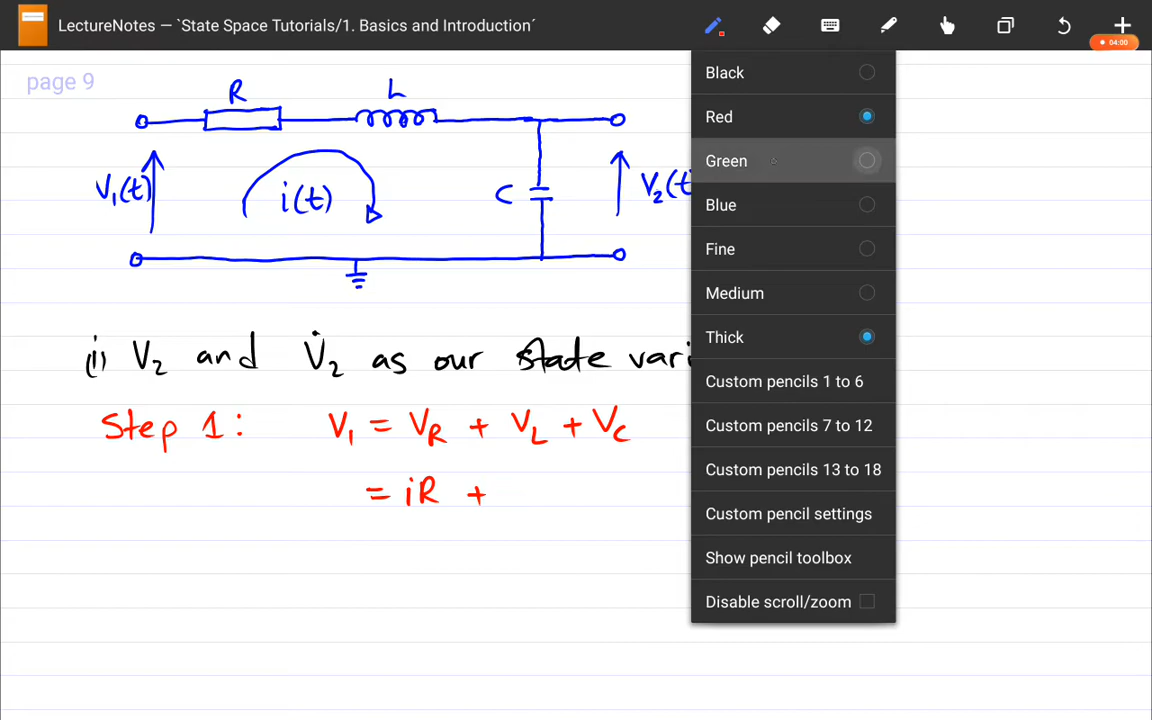 LectureNotes — `State Space Tutorials/1. Basics and Introduction´
04:00
page 9
R
L
V₁(t)
i(t)
C
V₂(t
(i) V₂ and V̇₂ as our state vari
Step 1: V₁ = V_R + V_L + V_C
= iR +
Black
Red
Green
Blue
Fine
Medium
Thick
Custom pencils 1 to 6
Custom pencils 7 to 12
Custom pencils 13 to 18
Custom pencil settings
Show pencil toolbox
Disable scroll/zoom